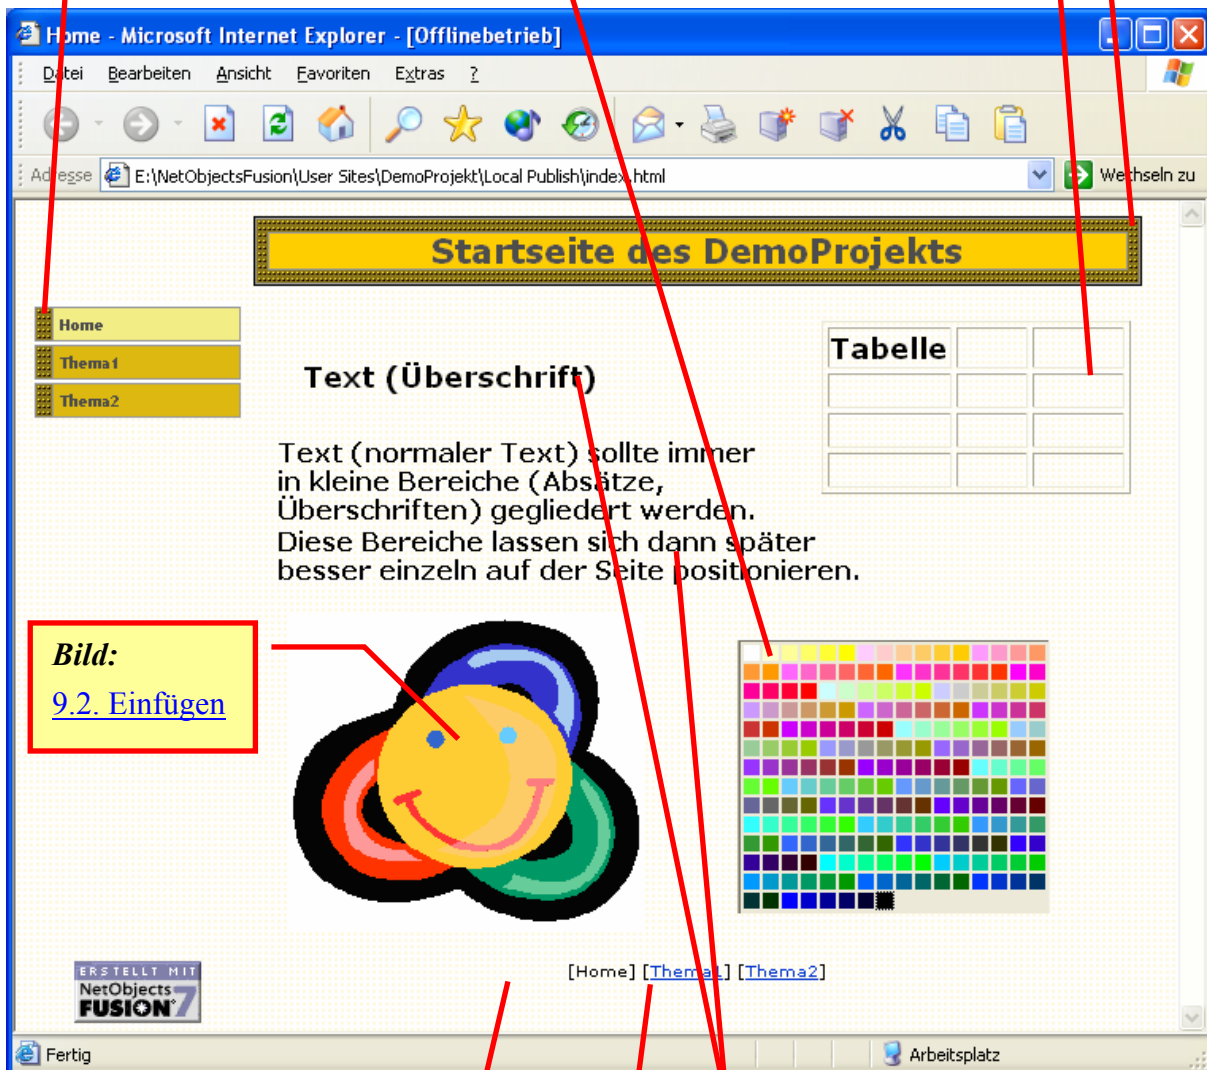 Home - Microsoft Internet Explorer - [Offlinebetrieb]
Datei Bearbeiten Ansicht Favoriten Extras ?
Adresse E:\NetObjectsFusion\User Sites\DemoProjekt\Local Publish\index.html Wechseln zu
Startseite des DemoProjekts
Home
Thema1
Thema2
Text (Überschrift)
Tabelle
Text (normaler Text) sollte immer
in kleine Bereiche (Absätze,
Überschriften) gegliedert werden.
Diese Bereiche lassen sich dann später
besser einzeln auf der Seite positionieren.
Bild:
9.2. Einfügen
[Home] [Thema1] [Thema2]
ERSTELLT MIT
NetObjects
FUSION 7
Fertig Arbeitsplatz